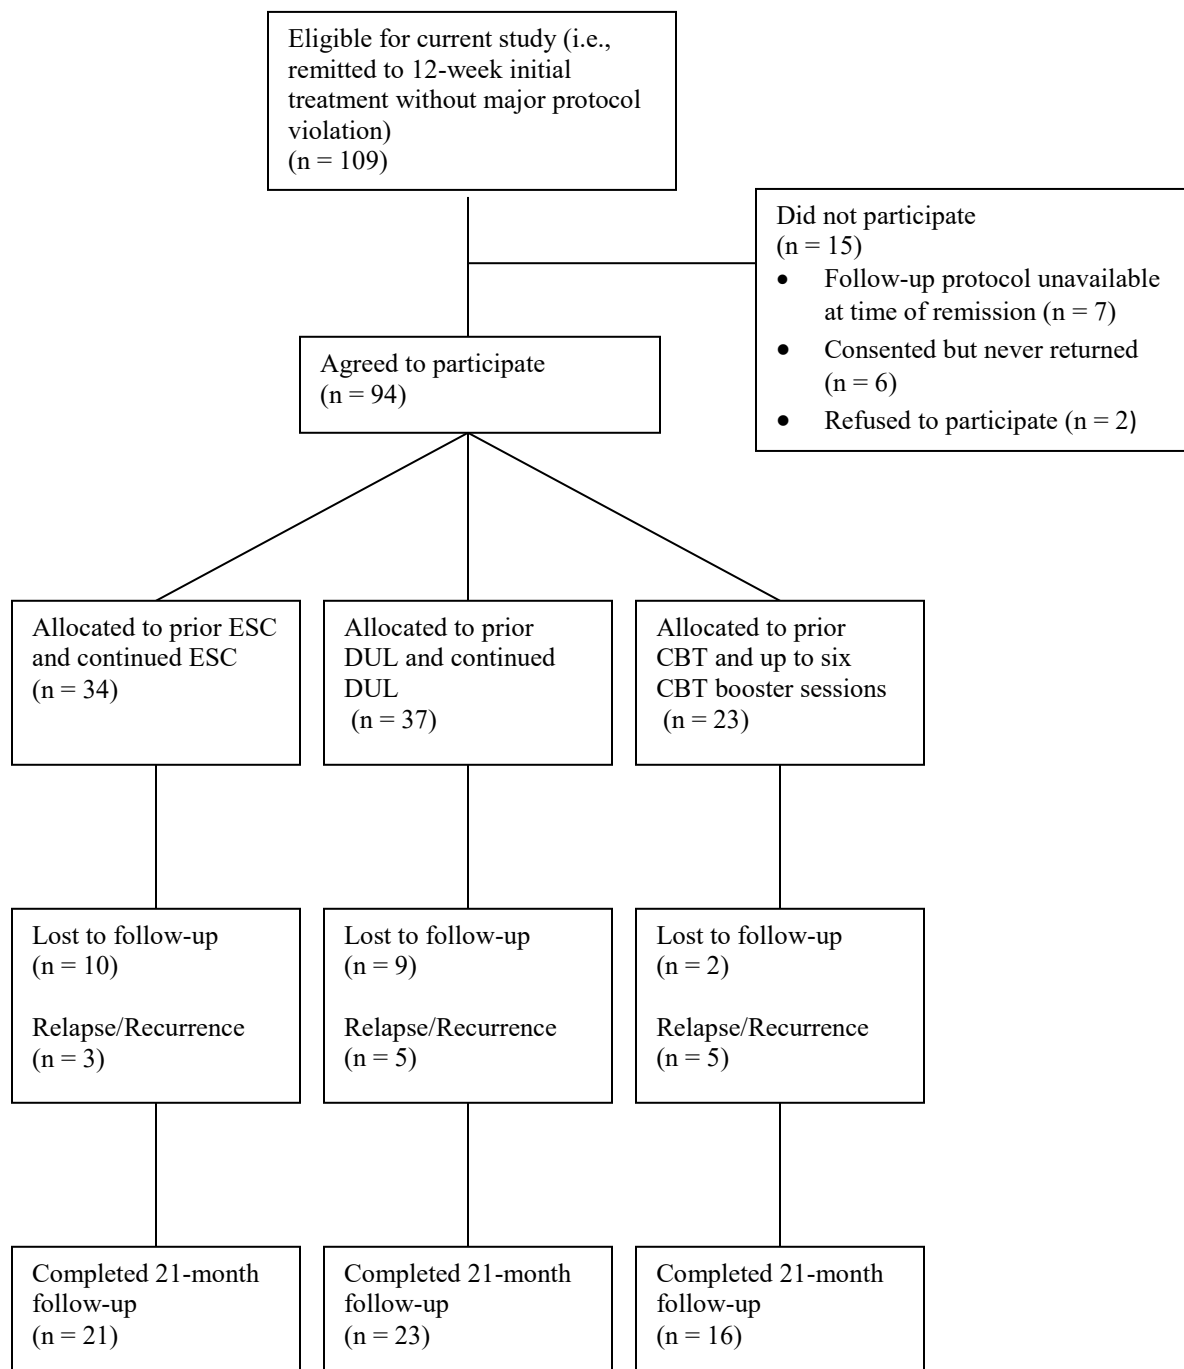 Eligible for current study (i.e.,
remitted to 12-week initial
treatment without major protocol
violation)
(n = 109)
Did not participate
(n = 15)
• Follow-up protocol unavailable
at time of remission (n = 7)
• Consented but never returned
(n = 6)
• Refused to participate (n = 2)
Agreed to participate
(n = 94)
Allocated to prior ESC
and continued ESC
(n = 34)
Allocated to prior
DUL and continued
DUL
(n = 37)
Allocated to prior
CBT and up to six
CBT booster sessions
(n = 23)
Lost to follow-up
(n = 10)
Relapse/Recurrence
(n = 3)
Lost to follow-up
(n = 9)
Relapse/Recurrence
(n = 5)
Lost to follow-up
(n = 2)
Relapse/Recurrence
(n = 5)
Completed 21-month
follow-up
(n = 21)
Completed 21-month
follow-up
(n = 23)
Completed 21-month
follow-up
(n = 16)